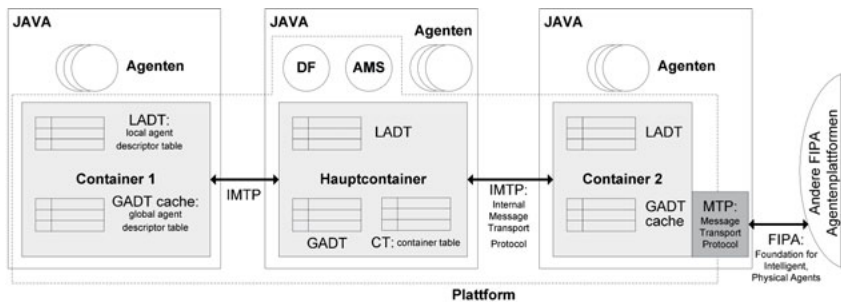 JAVA
Agenten
LADT:
local agent
descriptor table
Container 1
GADT cache:
global agent
descriptor table
IMTP
JAVA
DF
AMS
Agenten
LADT
Hauptcontainer
GADT
CT: container table
IMTP:
Internal
Message
Transport
Protocol
JAVA
Agenten
LADT
Container 2
GADT
cache
MTP:
Message
Transport
Protocol
FIPA:
Foundation for
Intelligent,
Physical Agents
Andere FIPA
Agentenplattformen
Plattform